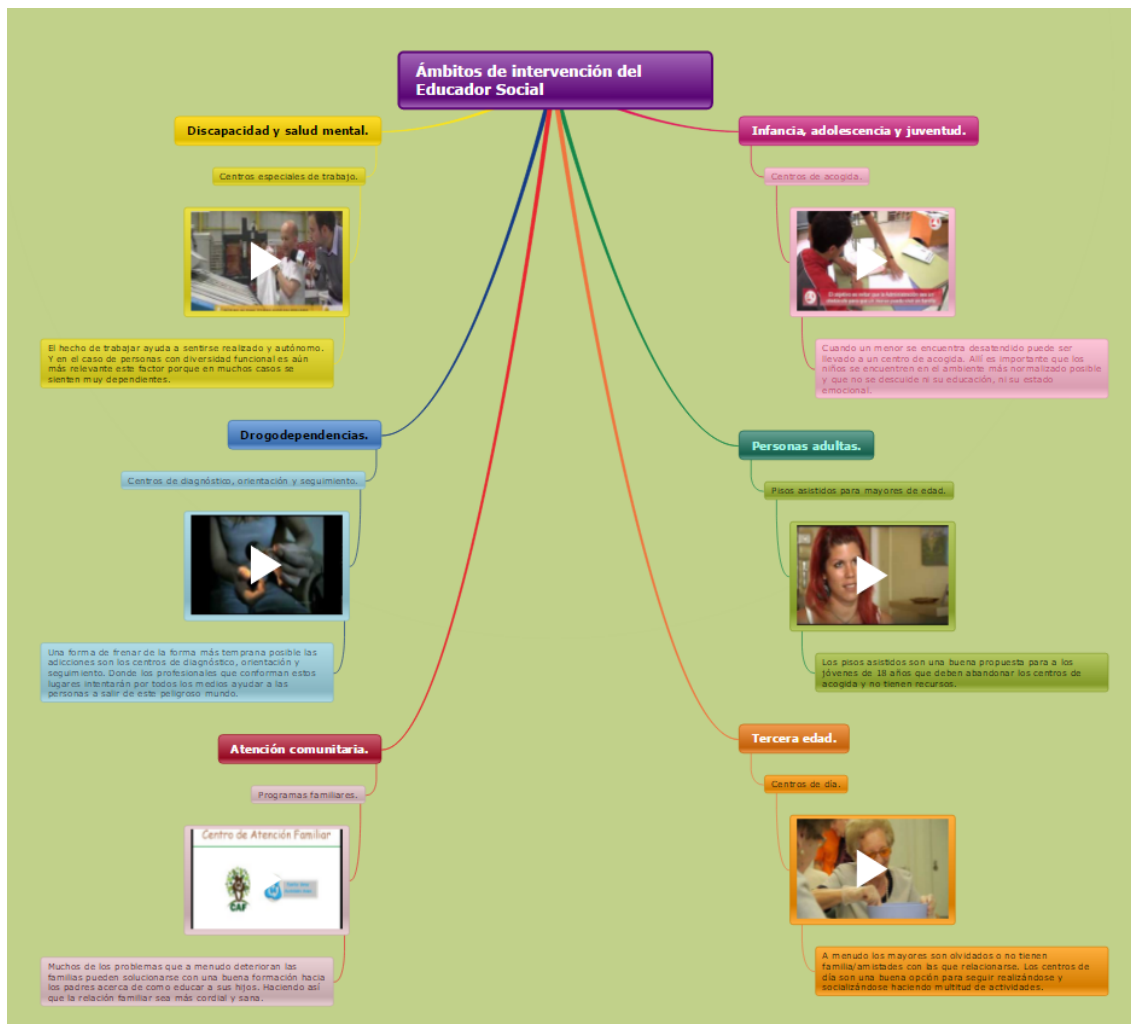 Ámbitos de intervención del
Educador Social
Discapacidad y salud mental.
Centros especiales de trabajo.
El hecho de trabajar ayuda a sentirse realizado y autónomo.
Y en el caso de personas con diversidad funcional es aún
más relevante este factor porque en muchos casos se
sienten muy dependientes.
Drogodependencias.
Centros de diagnóstico, orientación y seguimiento.
Una forma de frenar de la forma más temprana posible las
adicciones son los centros de diagnóstico, orientación y
seguimiento. Donde los profesionales que conforman estos
lugares intentarán por todos los medios ayudar a las
personas a salir de este peligroso mundo.
Atención comunitaria.
Programas familiares.
Centro de Atención Familiar
CAF
Muchos de los problemas que a menudo deterioran las
familias pueden solucionarse con una buena formación hacia
los padres acerca de como educar a sus hijos. Haciendo así
que la relación familiar sea más cordial y sana.
Infancia, adolescencia y juventud.
Centros de acogida.
Cuando un menor se encuentra desatendido puede ser
llevado a un centro de acogida. Allí es importante que los
niños se encuentren en el ambiente más normalizado posible
y que no se descuide ni su educación, ni su estado
emocional.
Personas adultas.
Pisos asistidos para mayores de edad.
Los pisos asistidos son una buena propuesta para a los
jóvenes de 18 años que deben abandonar los centros de
acogida y no tienen recursos.
Tercera edad.
Centros de día.
A menudo los mayores son olvidados o no tienen
familia/amistades con las que relacionarse. Los centros de
día son una buena opción para seguir realizándose y
socializándose haciendo multitud de actividades.